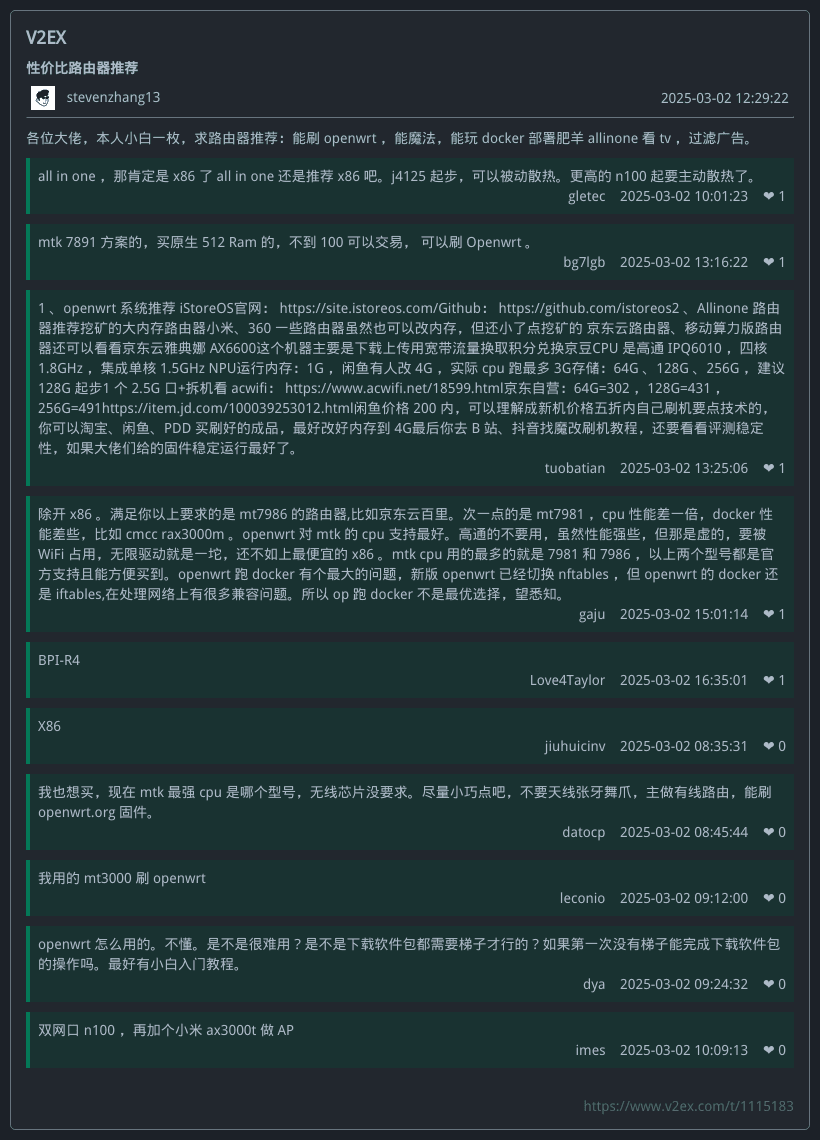 V2EX
性价比路由器推荐
stevenzhang13 2025-03-02 12:29:22
各位大佬，本人小白一枚，求路由器推荐：能刷 openwrt ，能魔法，能玩 docker 部署肥羊 allinone 看 tv ，过滤广告。
all in one ，那肯定是 x86 了 all in one 还是推荐 x86 吧。j4125 起步，可以被动散热。更高的 n100 起要主动散热了。
gletec 2025-03-02 10:01:23 ❤ 1
mtk 7891 方案的，买原生 512 Ram 的，不到 100 可以交易， 可以刷 Openwrt 。
bg7lgb 2025-03-02 13:16:22 ❤ 1
1 、openwrt 系统推荐 iStoreOS官网： https://site.istoreos.com/Github： https://github.com/istoreos2 、Allinone 路由
器推荐挖矿的大内存路由器小米、360 一些路由器虽然也可以改内存，但还小了点挖矿的 京东云路由器、移动算力版路由
器还可以看看京东云雅典娜 AX6600这个机器主要是下载上传用宽带流量换取积分兑换京豆CPU 是高通 IPQ6010 ，四核
1.8GHz ，集成单核 1.5GHz NPU运行内存：1G ，闲鱼有人改 4G ，实际 cpu 跑最多 3G存储：64G 、128G 、256G ，建议
128G 起步1 个 2.5G 口+拆机看 acwifi： https://www.acwifi.net/18599.html京东自营：64G=302 ，128G=431 ，
256G=491https://item.jd.com/100039253012.html闲鱼价格 200 内，可以理解成新机价格五折内自己刷机要点技术的，
你可以淘宝、闲鱼、PDD 买刷好的成品，最好改好内存到 4G最后你去 B 站、抖音找魔改刷机教程，还要看看评测稳定
性，如果大佬们给的固件稳定运行最好了。
tuobatian 2025-03-02 13:25:06 ❤ 1
除开 x86 。满足你以上要求的是 mt7986 的路由器,比如京东云百里。次一点的是 mt7981 ，cpu 性能差一倍，docker 性
能差些，比如 cmcc rax3000m 。openwrt 对 mtk 的 cpu 支持最好。高通的不要用，虽然性能强些，但那是虚的，要被
WiFi 占用，无限驱动就是一坨，还不如上最便宜的 x86 。mtk cpu 用的最多的就是 7981 和 7986 ，以上两个型号都是官
方支持且能方便买到。openwrt 跑 docker 有个最大的问题，新版 openwrt 已经切换 nftables ，但 openwrt 的 docker 还
是 iftables,在处理网络上有很多兼容问题。所以 op 跑 docker 不是最优选择，望悉知。
gaju 2025-03-02 15:01:14 ❤ 1
BPI-R4
Love4Taylor 2025-03-02 16:35:01 ❤ 1
X86
jiuhuicinv 2025-03-02 08:35:31 ❤ 0
我也想买，现在 mtk 最强 cpu 是哪个型号，无线芯片没要求。尽量小巧点吧，不要天线张牙舞爪，主做有线路由，能刷
openwrt.org 固件。
datocp 2025-03-02 08:45:44 ❤ 0
我用的 mt3000 刷 openwrt
leconio 2025-03-02 09:12:00 ❤ 0
openwrt 怎么用的。不懂。是不是很难用？是不是下载软件包都需要梯子才行的？如果第一次没有梯子能完成下载软件包
的操作吗。最好有小白入门教程。
dya 2025-03-02 09:24:32 ❤ 0
双网口 n100 ，再加个小米 ax3000t 做 AP
imes 2025-03-02 10:09:13 ❤ 0
https://www.v2ex.com/t/1115183